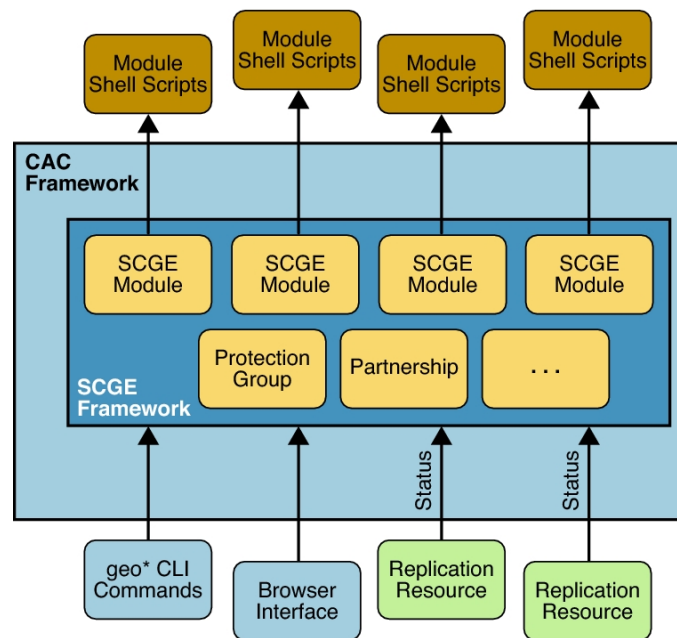 Module
Shell Scripts
Module
Shell Scripts
Module
Shell Scripts
Module
Shell Scripts
CAC
Framework
SCGE
Module
SCGE
Module
SCGE
Module
SCGE
Module
Protection
Group
Partnership
. . .
SCGE
Framework
Status
Status
geo* CLI
Commands
Browser
Interface
Replication
Resource
Replication
Resource